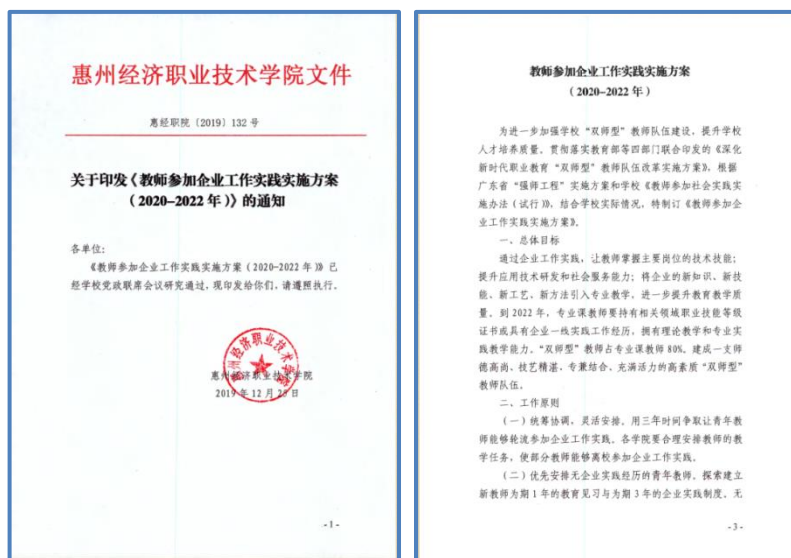 惠州经济职业技术学院文件
惠经职院〔2019〕132 号
关于印发《教师参加企业工作实践实施方案
（2020-2022 年）》的通知
各单位：
《教师参加企业工作实践实施方案（2020-2022 年）》已
经学校党政联席会议研究通过，现印发给你们，请遵照执行。
惠州经济职业技术学院
惠州经济职业技术学院
2019 年 12 月 25 日
-1-
教师参加企业工作实践实施方案
（2020-2022 年）
为进一步加强学校“双师型”教师队伍建设，提升学校
人才培养质量，贯彻落实教育部等四部门联合印发的《深化
新时代职业教育“双师型”教师队伍改革实施方案》，根据
广东省“强师工程”实施方案和学校《教师参加社会实践实
施办法（试行）》，结合学校实际情况，特制订《教师参加企
业工作实践实施方案》。
一、总体目标
通过企业工作实践，让教师掌握主要岗位的技术技能；
提升应用技术研发和社会服务能力；将企业的新知识、新技
能、新工艺、新方法引入专业教学，进一步提升教育教学质
量。到 2022 年，专业课教师要持有相关领域职业技能等级
证书或具有企业一线实践工作经历，拥有理论教学和专业实
践教学能力，“双师型”教师占专业课教师 80%，建成一支师
德高尚、技艺精湛、专兼结合、充满活力的高素质“双师型”
教师队伍。
二、工作原则
（一）统筹协调，灵活安排。用三年时间争取让青年教
师能够轮流参加企业工作实践。各学院要合理安排教师的教
学任务，使部分教师能够离校参加企业工作实践。
（二）优先安排无企业实践经历的青年教师。探索建立
新教师为期 1 年的教育见习与为期 3 年的企业实践制度。无
-3-